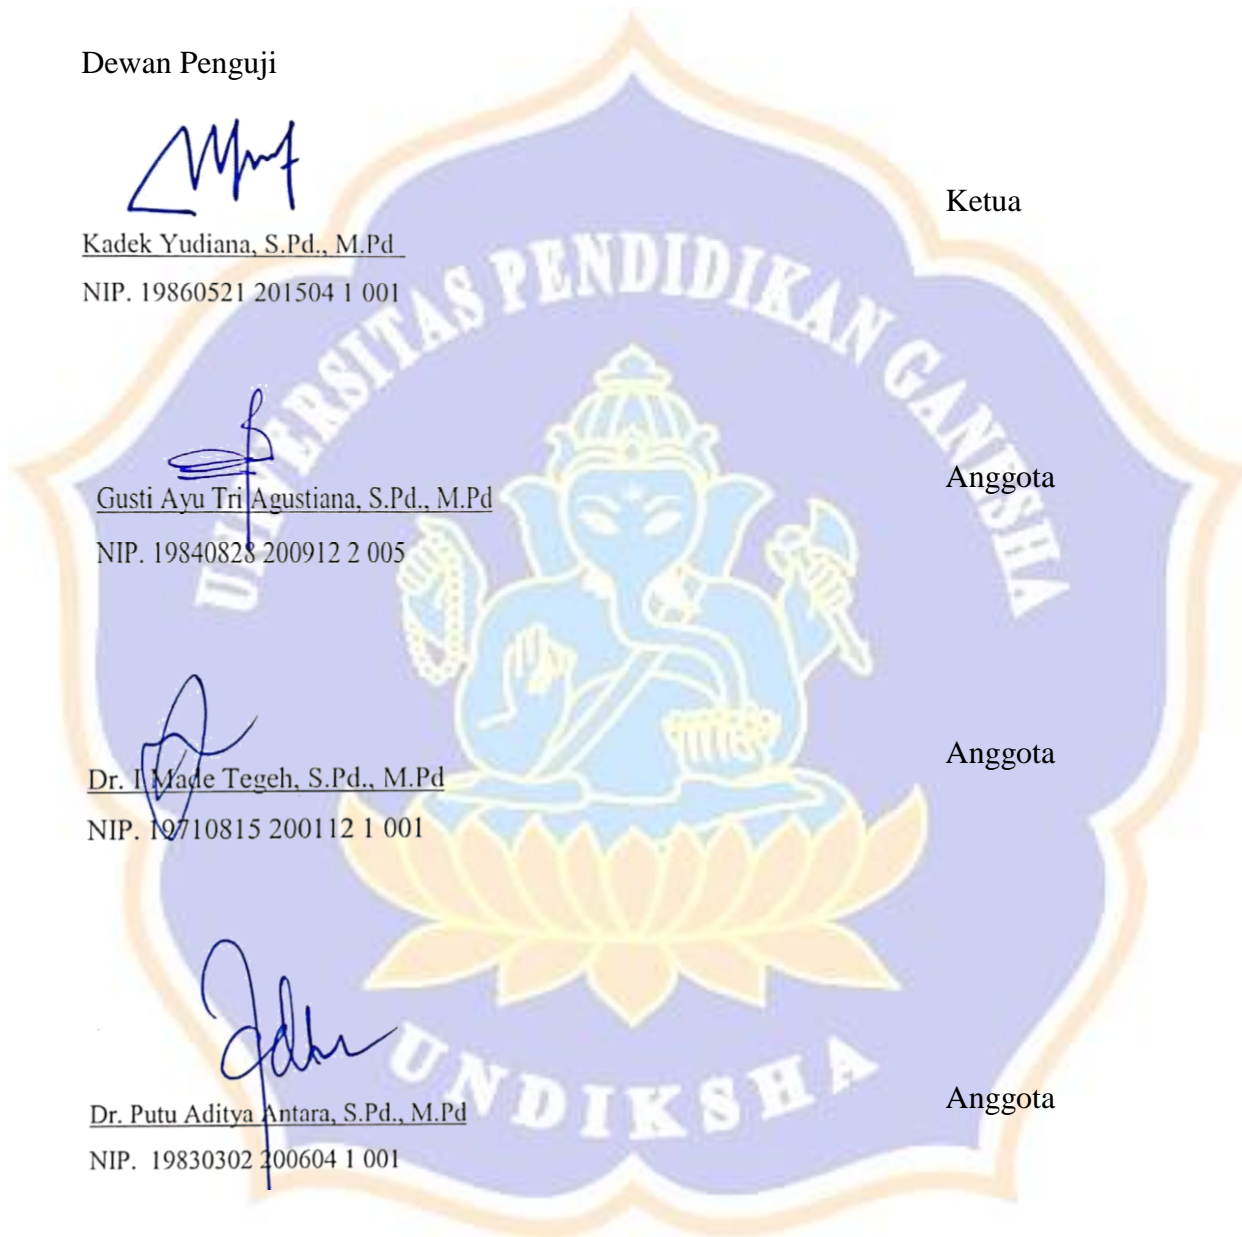 Dewan Penguji
Ketua
Kadek Yudiana, S.Pd., M.Pd
NIP. 19860521 201504 1 001
UNIVERSITAS PENDIDIKAN GANESHA
Gusti Ayu Tri Agustiana, S.Pd., M.Pd
Anggota
NIP. 19840828 200912 2 005
Dr. I Made Tegeh, S.Pd., M.Pd
Anggota
NIP. 19710815 200112 1 001
Dr. Putu Aditya Antara, S.Pd., M.Pd
Anggota
NIP. 19830302 200604 1 001
UNDIKSHA